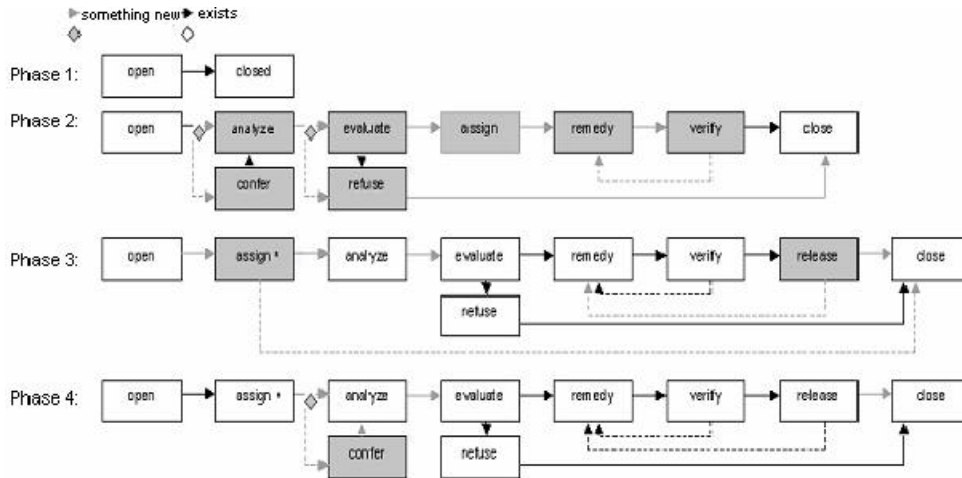 something new exists
Phase 1: open closed
Phase 2: open analyze evaluate assign remedy verify close
confer refuse
Phase 3: open assign * analyze evaluate remedy verify release close
refuse
Phase 4: open assign * analyze evaluate remedy verify release close
confer refuse